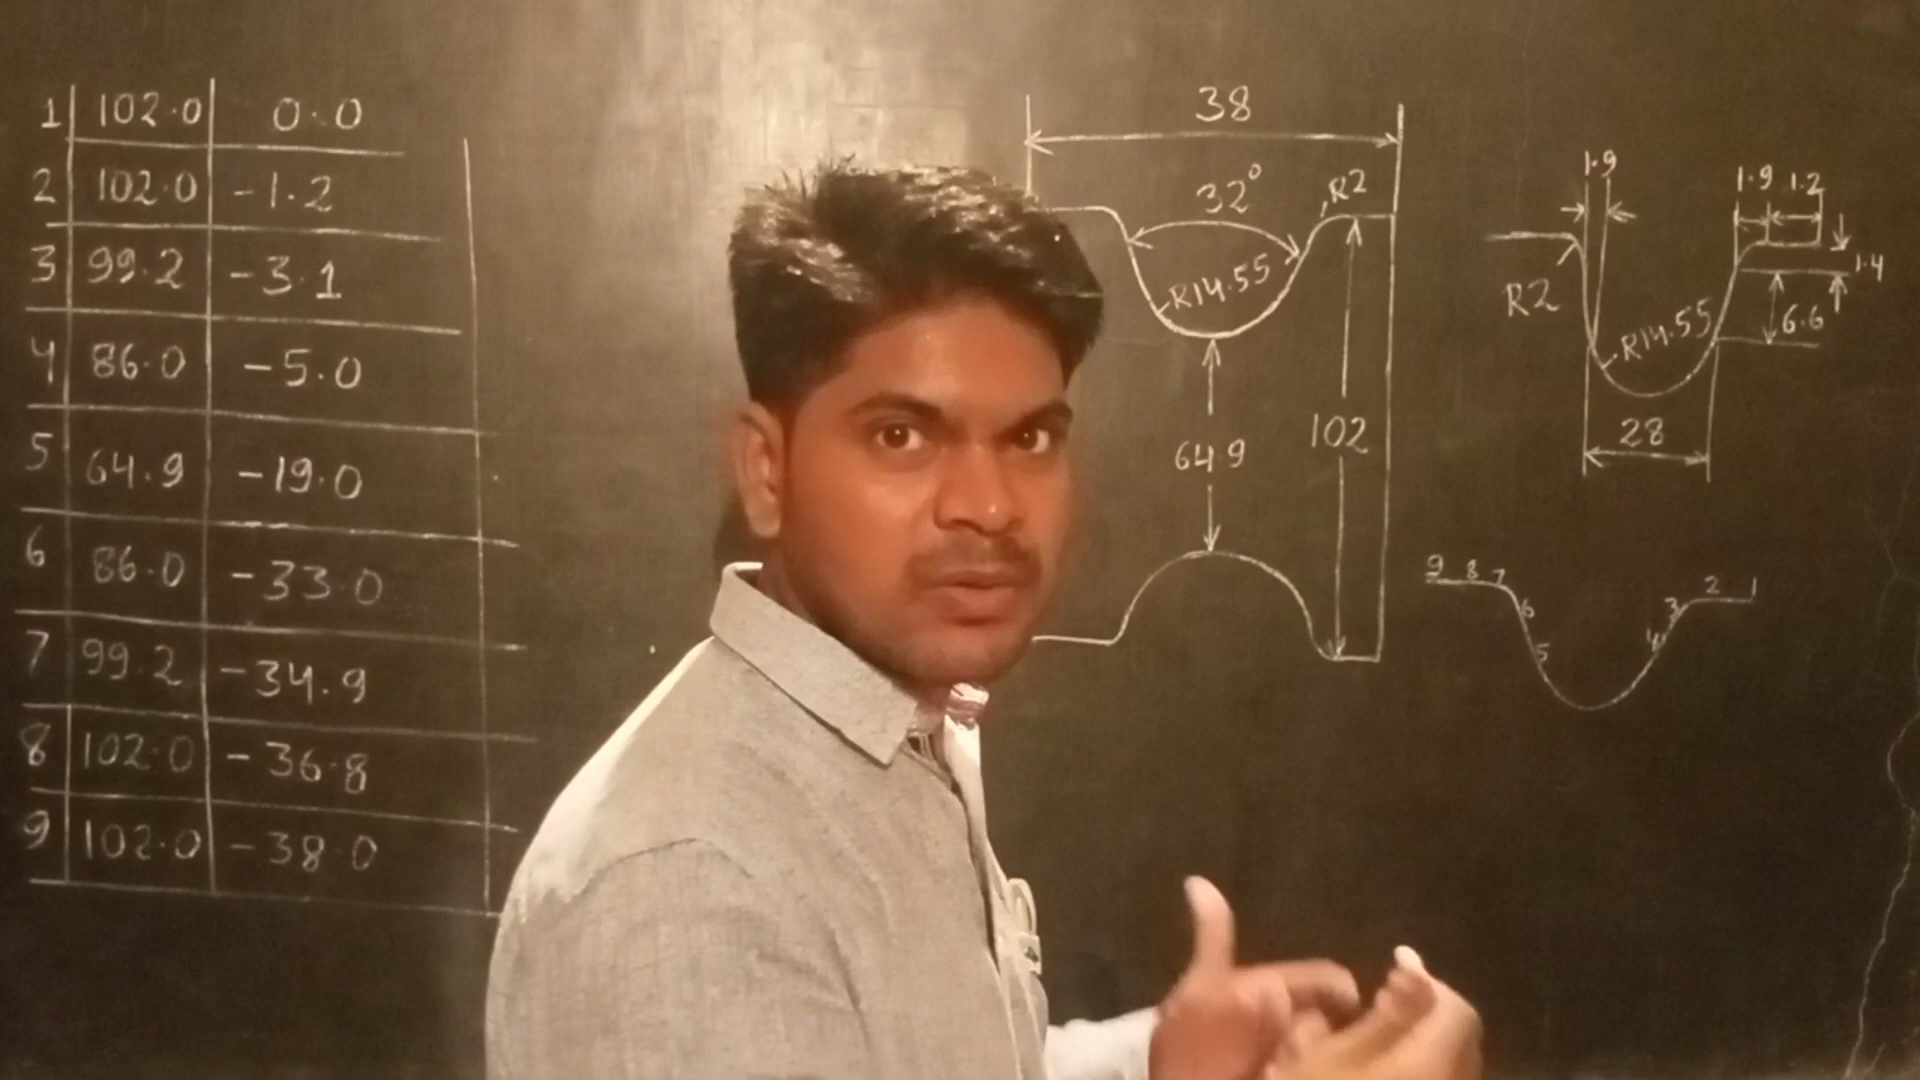 1 102.0 0.0
2 102.0 -1.2
3 99.2 -3.1
4 86.0 -5.0
5 64.9 -19.0
6 86.0 -33.0
7 99.2 -34.9
8 102.0 -36.8
9 102.0 -38.0
38
32°
R2
R14.55
64.9
102
1.9
1.9 1.2
1.4
R2
R14.55
6.6
28
9 8 7 6 5 4 3 2 1